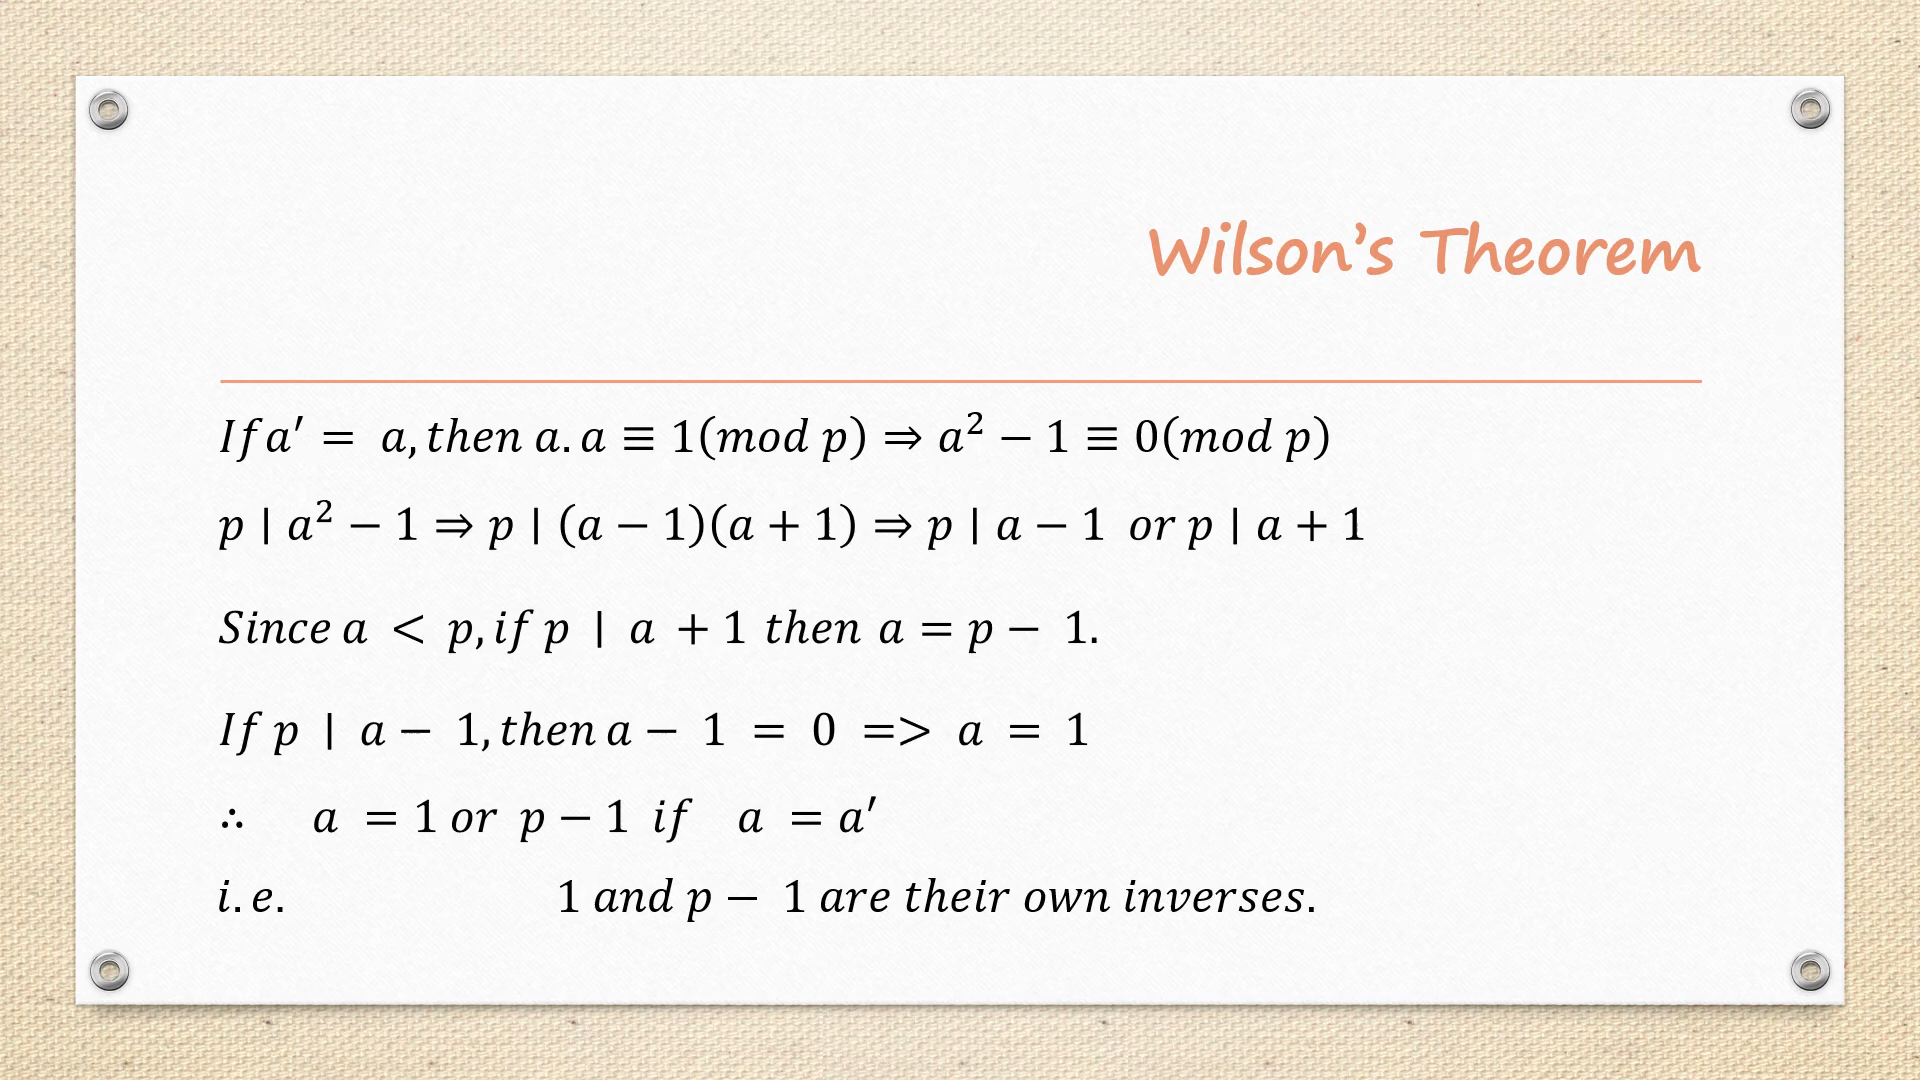 Wilson's Theorem
If a′ = a, then a.a ≡ 1(mod p) ⇒ a² − 1 ≡ 0(mod p)
p ∣ a² − 1 ⇒ p ∣ (a − 1)(a + 1) ⇒ p ∣ a − 1 or p ∣ a + 1
Since a < p, if p ∣ a + 1 then a = p − 1.
If p ∣ a − 1, then a − 1 = 0 => a = 1
∴ a = 1 or p − 1 if a = a′
i.e. 1 and p − 1 are their own inverses.